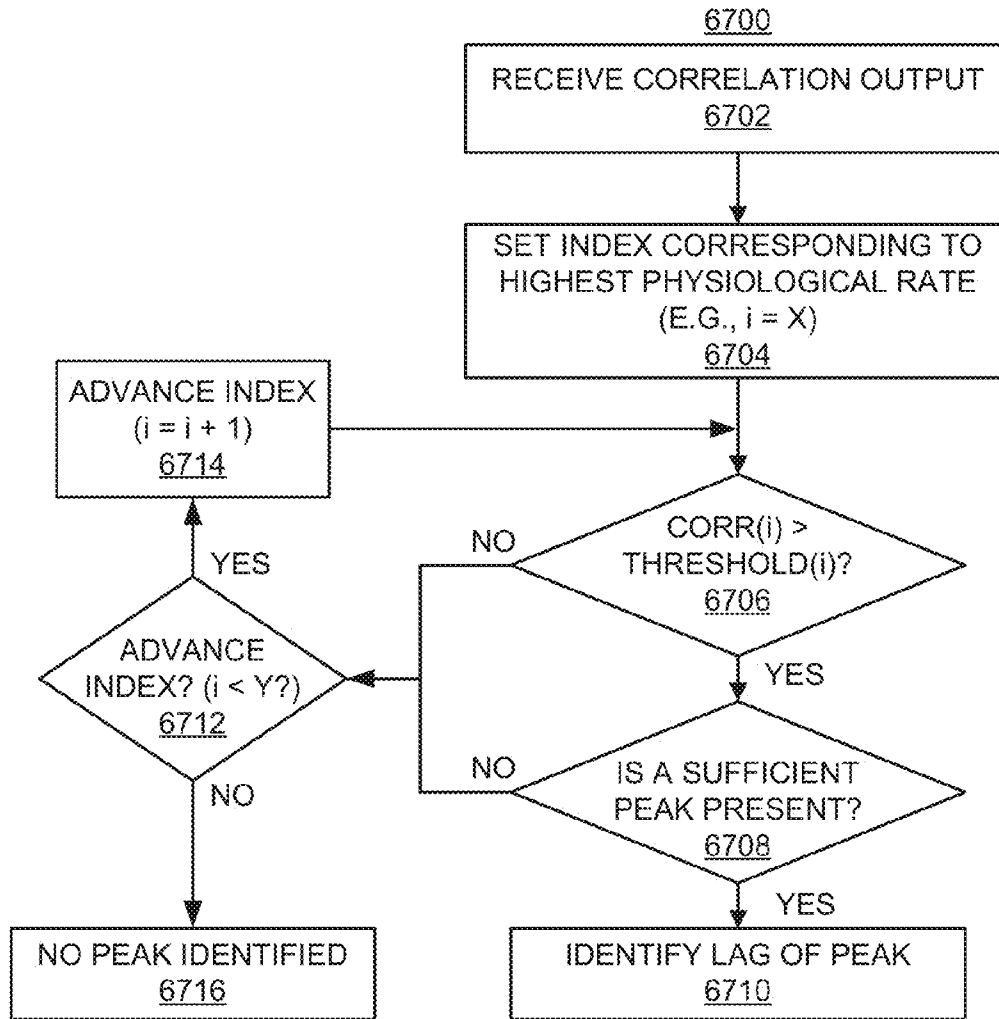 6700
RECEIVE CORRELATION OUTPUT
6702
SET INDEX CORRESPONDING TO
HIGHEST PHYSIOLOGICAL RATE
(E.G., i = X)
6704
ADVANCE INDEX
(i = i + 1)
6714
CORR(i) >
THRESHOLD(i)?
6706
NO
YES
YES
ADVANCE
INDEX? (i < Y?)
6712
NO
IS A SUFFICIENT
PEAK PRESENT?
6708
NO
YES
NO PEAK IDENTIFIED
6716
IDENTIFY LAG OF PEAK
6710